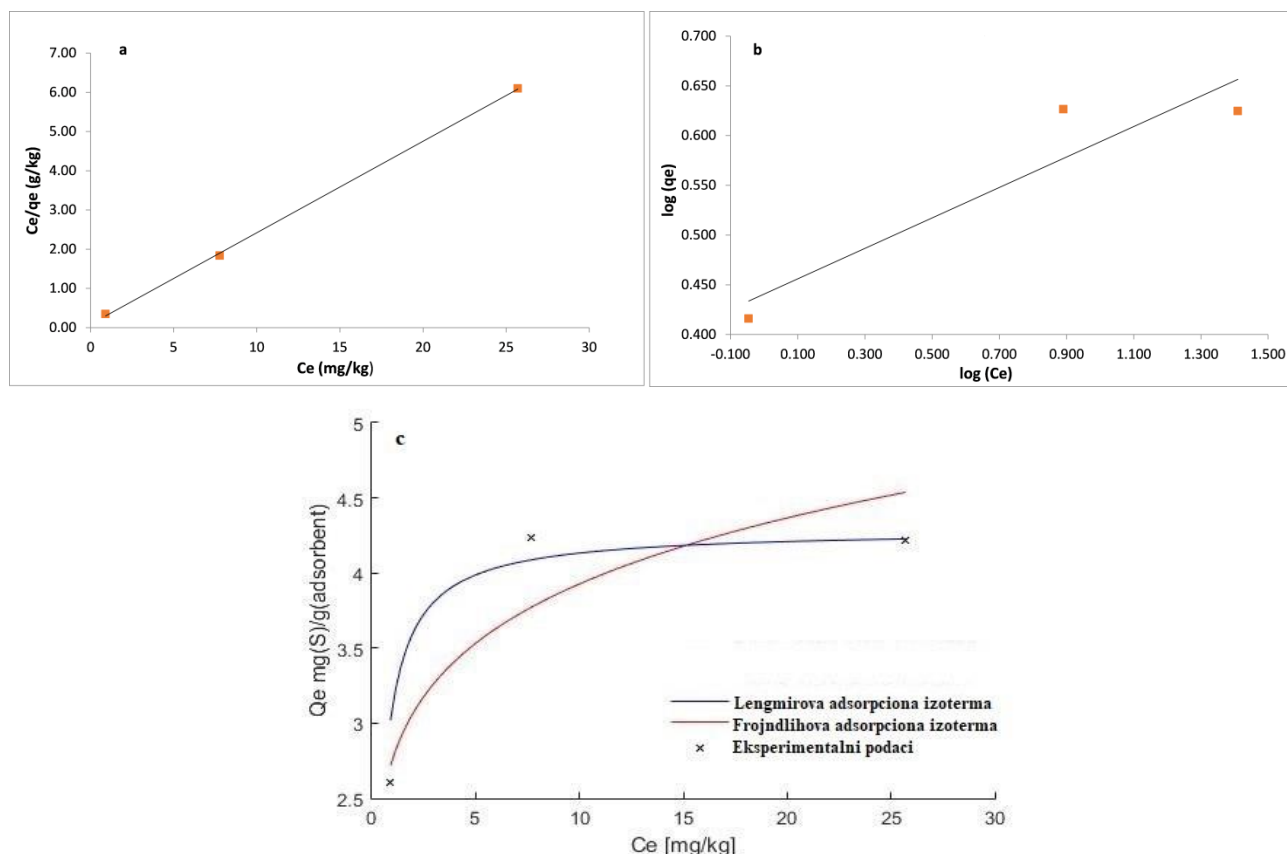 a
7.00
6.00
5.00
4.00
3.00
2.00
1.00
0.00
Ce/qe (g/kg)
0 5 10 15 20 25 30
Ce (mg/kg)
b
0.700
0.650
0.600
0.550
0.500
0.450
0.400
log (qe)
-0.100 0.100 0.300 0.500 0.700 0.900 1.100 1.300 1.500
log (Ce)
c
5
4.5
4
3.5
3
2.5
Qe mg(S)/g(adsorbent)
Lengmirova adsorpciona izoterma
Frojndlihova adsorpciona izoterma
Eksperimentalni podaci
0 5 10 15 20 25 30
Ce [mg/kg]